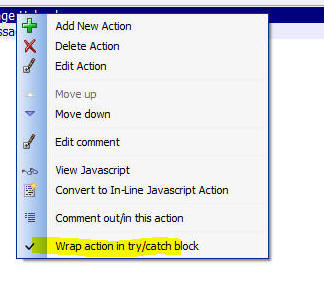 Add New Action
Delete Action
Edit Action
Move up
Move down
Edit comment
View Javascript
Convert to In-Line Javascript Action
Comment out/in this action
Wrap action in try/catch block